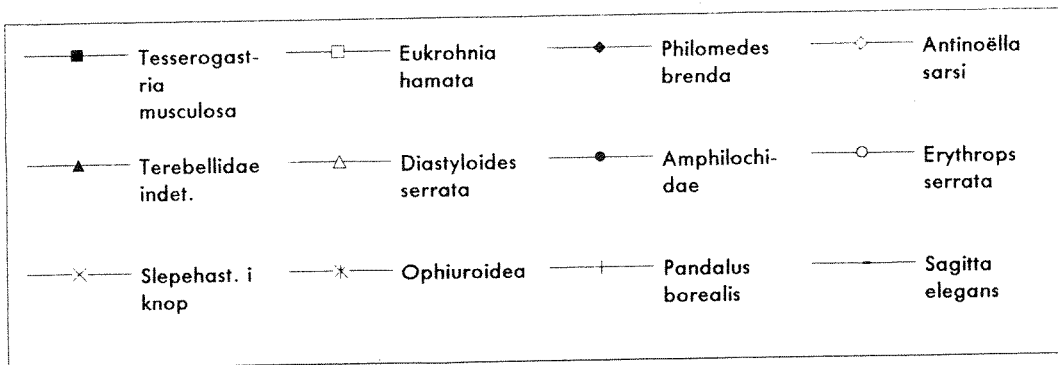 Tesserogast-
ria
musculosa
Eukrohnia
hamata
Philomedes
brenda
Antinoëlla
sarsi
Terebellidae
indet.
Diastyloides
serrata
Amphilochi-
dae
Erythrops
serrata
Slepehast. i
knop
Ophiuroidea
Pandalus
borealis
Sagitta
elegans